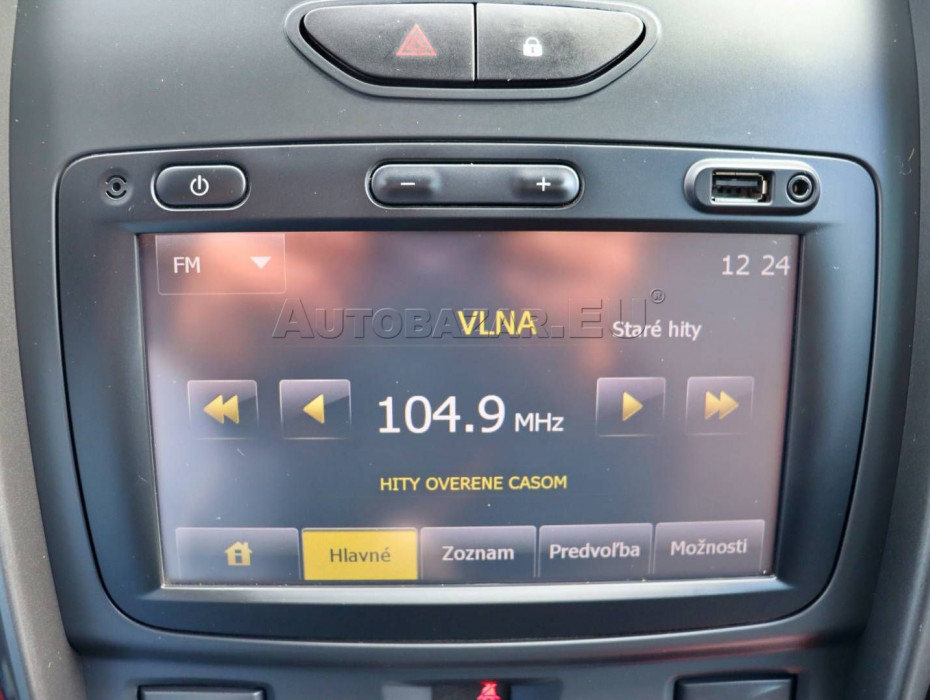 FM
12 24
AUTOBAZAR.EU®
VLNA
Staré hity
104.9 MHz
HITY OVERENE CASOM
Hlavné
Zoznam
Predvoľba
Možnosti